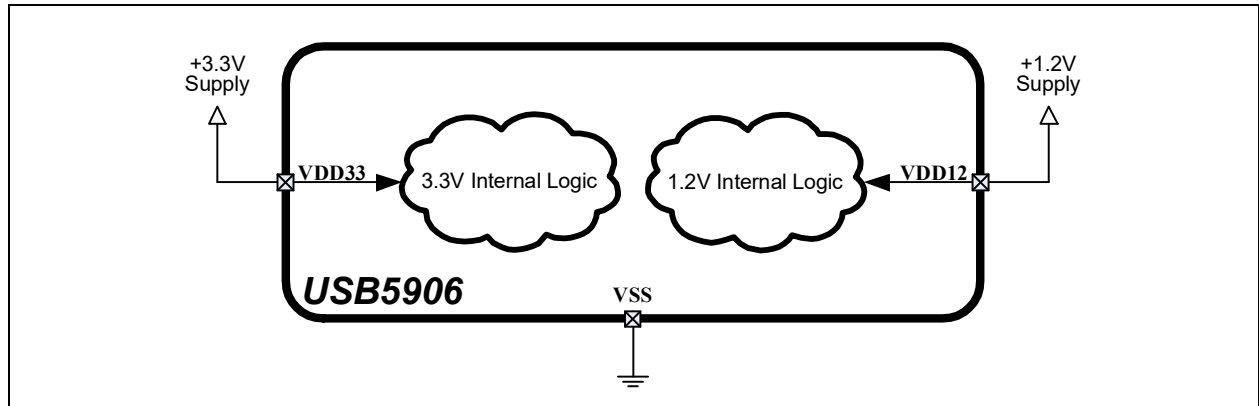 +3.3V
Supply
+1.2V
Supply
VDD33
3.3V Internal Logic
1.2V Internal Logic
VDD12
USB5906
VSS